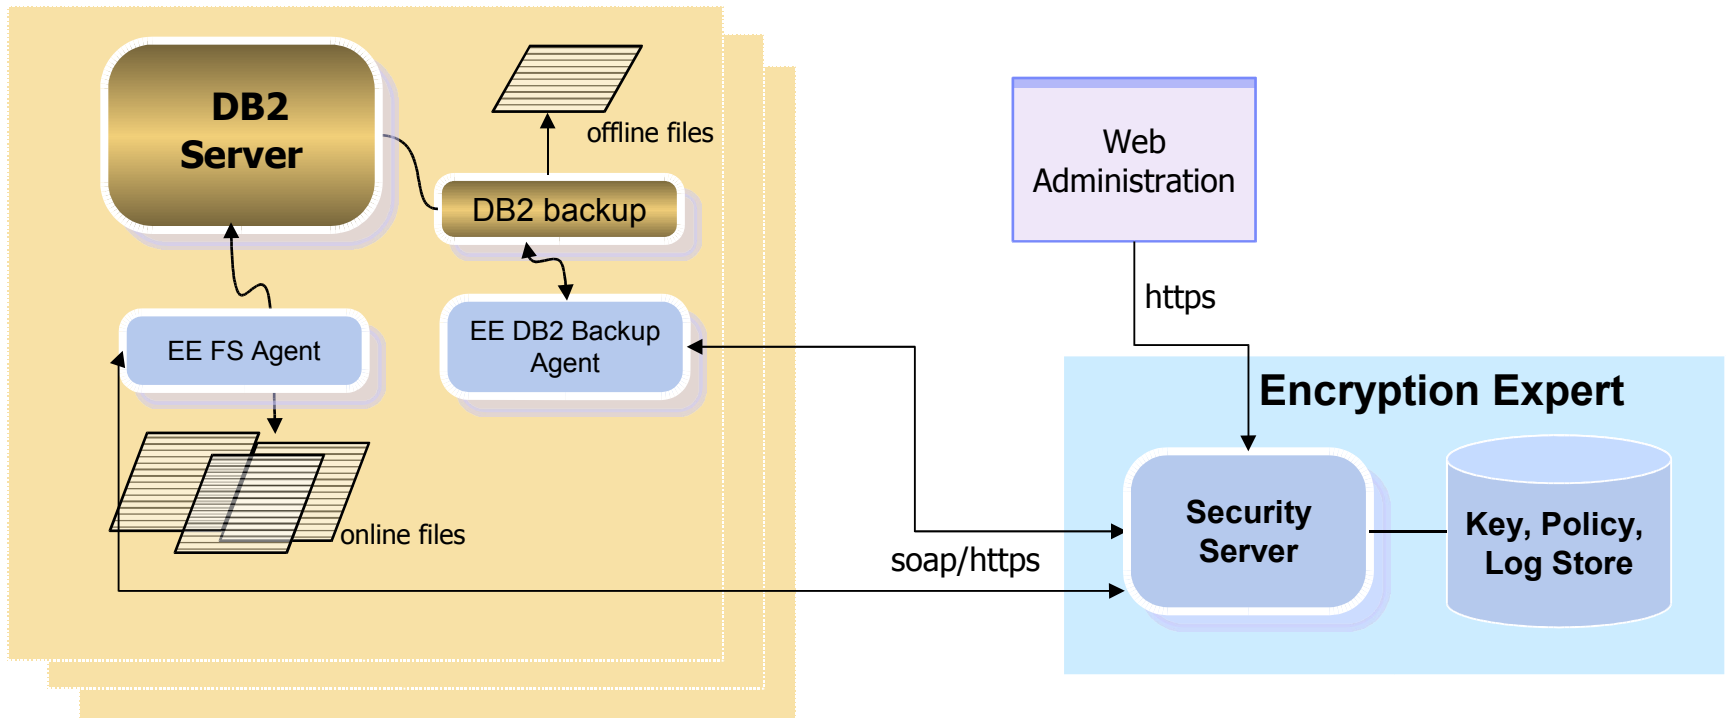 DB2
Server
offline files
DB2 backup
EE FS Agent
EE DB2 Backup
Agent
online files
Web
Administration
https
soap/https
Encryption Expert
Security
Server
Key, Policy,
Log Store